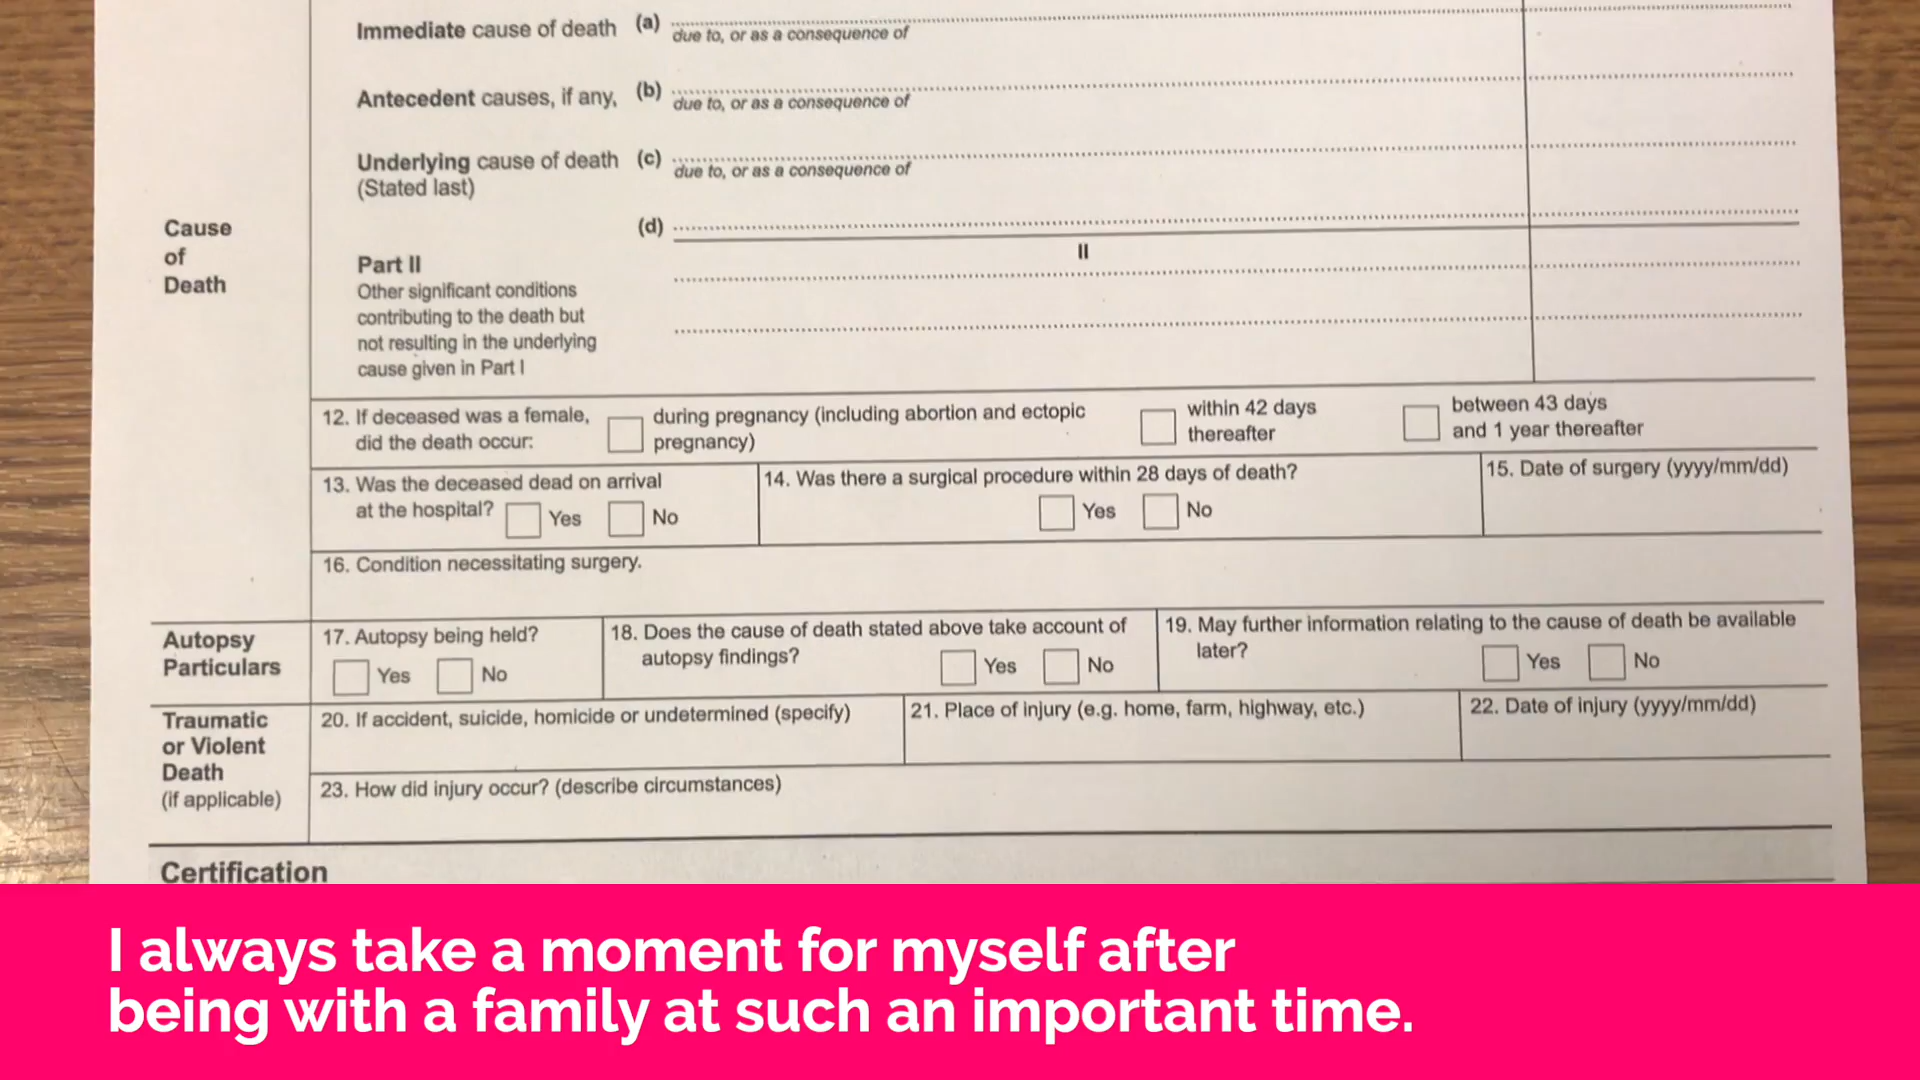 Immediate cause of death (a)
due to, or as a consequence of
Antecedent causes, if any, (b)
due to, or as a consequence of
Underlying cause of death (c)
(Stated last)
due to, or as a consequence of
(d)
Cause
of
Death
II
Part II
Other significant conditions
contributing to the death but
not resulting in the underlying
cause given in Part I
12. If deceased was a female,
did the death occur:
during pregnancy (including abortion and ectopic
pregnancy)
within 42 days
thereafter
between 43 days
and 1 year thereafter
13. Was the deceased dead on arrival
at the hospital? Yes No
14. Was there a surgical procedure within 28 days of death?
Yes No
15. Date of surgery (yyyy/mm/dd)
16. Condition necessitating surgery.
Autopsy
Particulars
17. Autopsy being held?
Yes No
18. Does the cause of death stated above take account of
autopsy findings? Yes No
19. May further information relating to the cause of death be available
later? Yes No
Traumatic
or Violent
Death
(if applicable)
20. If accident, suicide, homicide or undetermined (specify)
21. Place of injury (e.g. home, farm, highway, etc.)
22. Date of injury (yyyy/mm/dd)
23. How did injury occur? (describe circumstances)
Certification
I always take a moment for myself after
being with a family at such an important time.